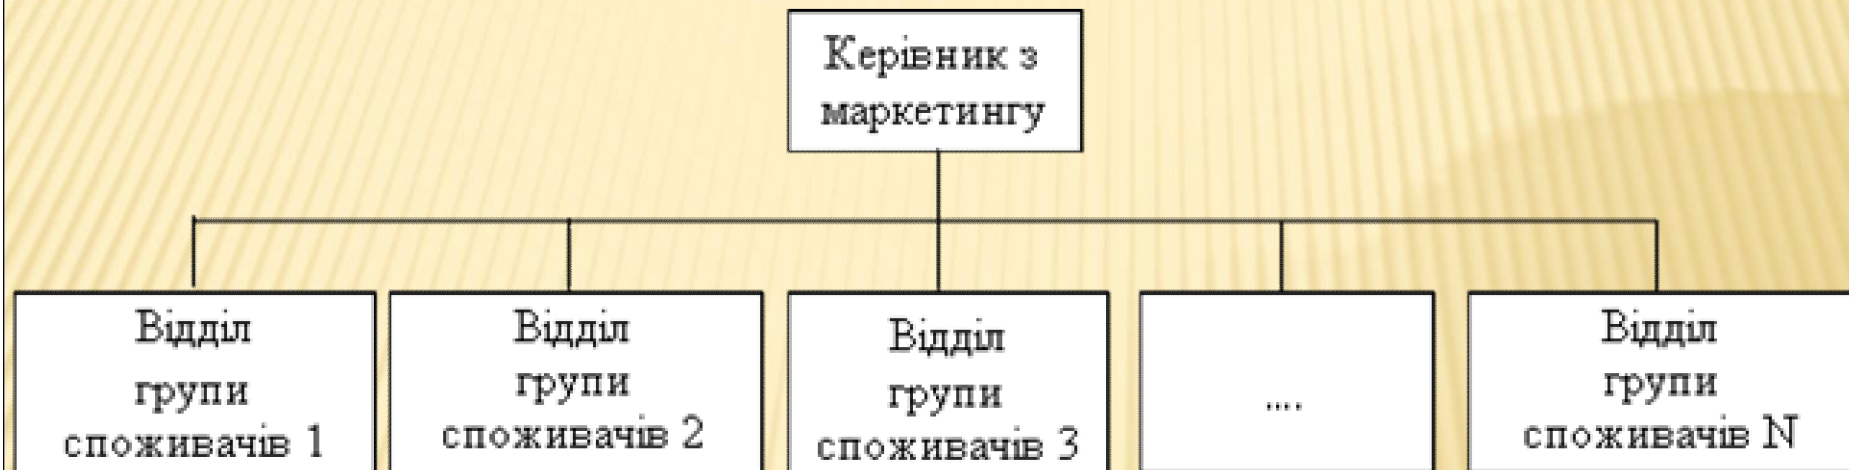 Керівник з
маркетингу
Відділ
групи
споживачів 1
Відділ
групи
споживачів 2
Відділ
групи
споживачів 3
....
Відділ
групи
споживачів N